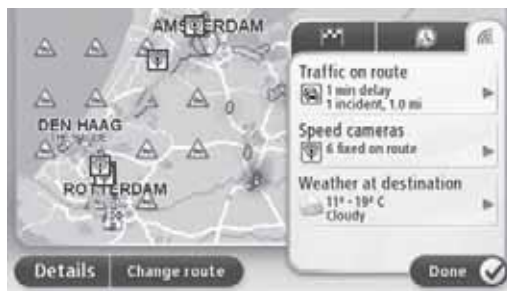 AMSTERDAM
DEN HAAG
ROTTERDAM
Traffic on route
1 min delay
1 incident, 1.0 mi
Speed cameras
6 fixed on route
Weather at destination
11° - 19° C
Cloudy
Details
Change route
Done